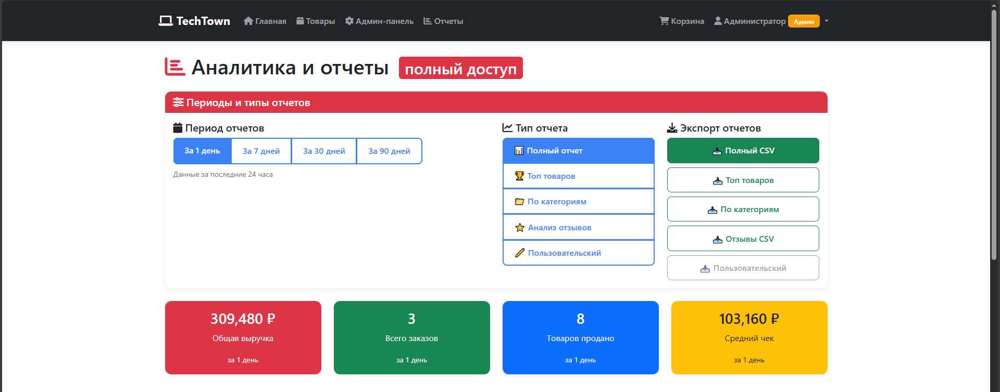 TechTown Главная Товары Админ-панель Отчеты Корзина Администратор Админ
Аналитика и отчеты полный доступ
Периоды и типы отчетов
Период отчетов
За 1 день За 7 дней За 30 дней За 90 дней
Данные за последние 24 часа
Тип отчета
Полный отчет
Топ товаров
По категориям
Анализ отзывов
Пользовательский
Экспорт отчетов
Полный CSV
Топ товаров
По категориям
Отзывы CSV
Пользовательский
309,480 ₽
Общая выручка
за 1 день
3
Всего заказов
за 1 день
8
Товаров продано
за 1 день
103,160 ₽
Средний чек
за 1 день